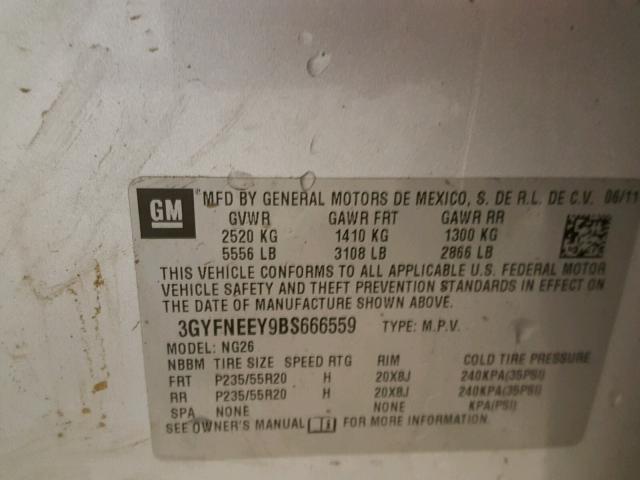 GM MFD BY GENERAL MOTORS DE MEXICO, S. DE R.L. DE C.V. 06/11
GVWR GAWR FRT GAWR RR
2520 KG 1410 KG 1300 KG
5556 LB 3108 LB 2866 LB
THIS VEHICLE CONFORMS TO ALL APPLICABLE U.S. FEDERAL MOTOR
VEHICLE SAFETY AND THEFT PREVENTION STANDARDS IN EFFECT ON
THE DATE OF MANUFACTURE SHOWN ABOVE.
3GYFNEEY9BS666559 TYPE: M.P.V.
MODEL: NG26
NBBM TIRE SIZE SPEED RTG RIM COLD TIRE PRESSURE
FRT P235/55R20 H 20X8J 240KPA(35PSI)
RR P235/55R20 H 20X8J 240KPA(35PSI)
SPA NONE NONE KPA(PSI)
SEE OWNER'S MANUAL FOR MORE INFORMATION.